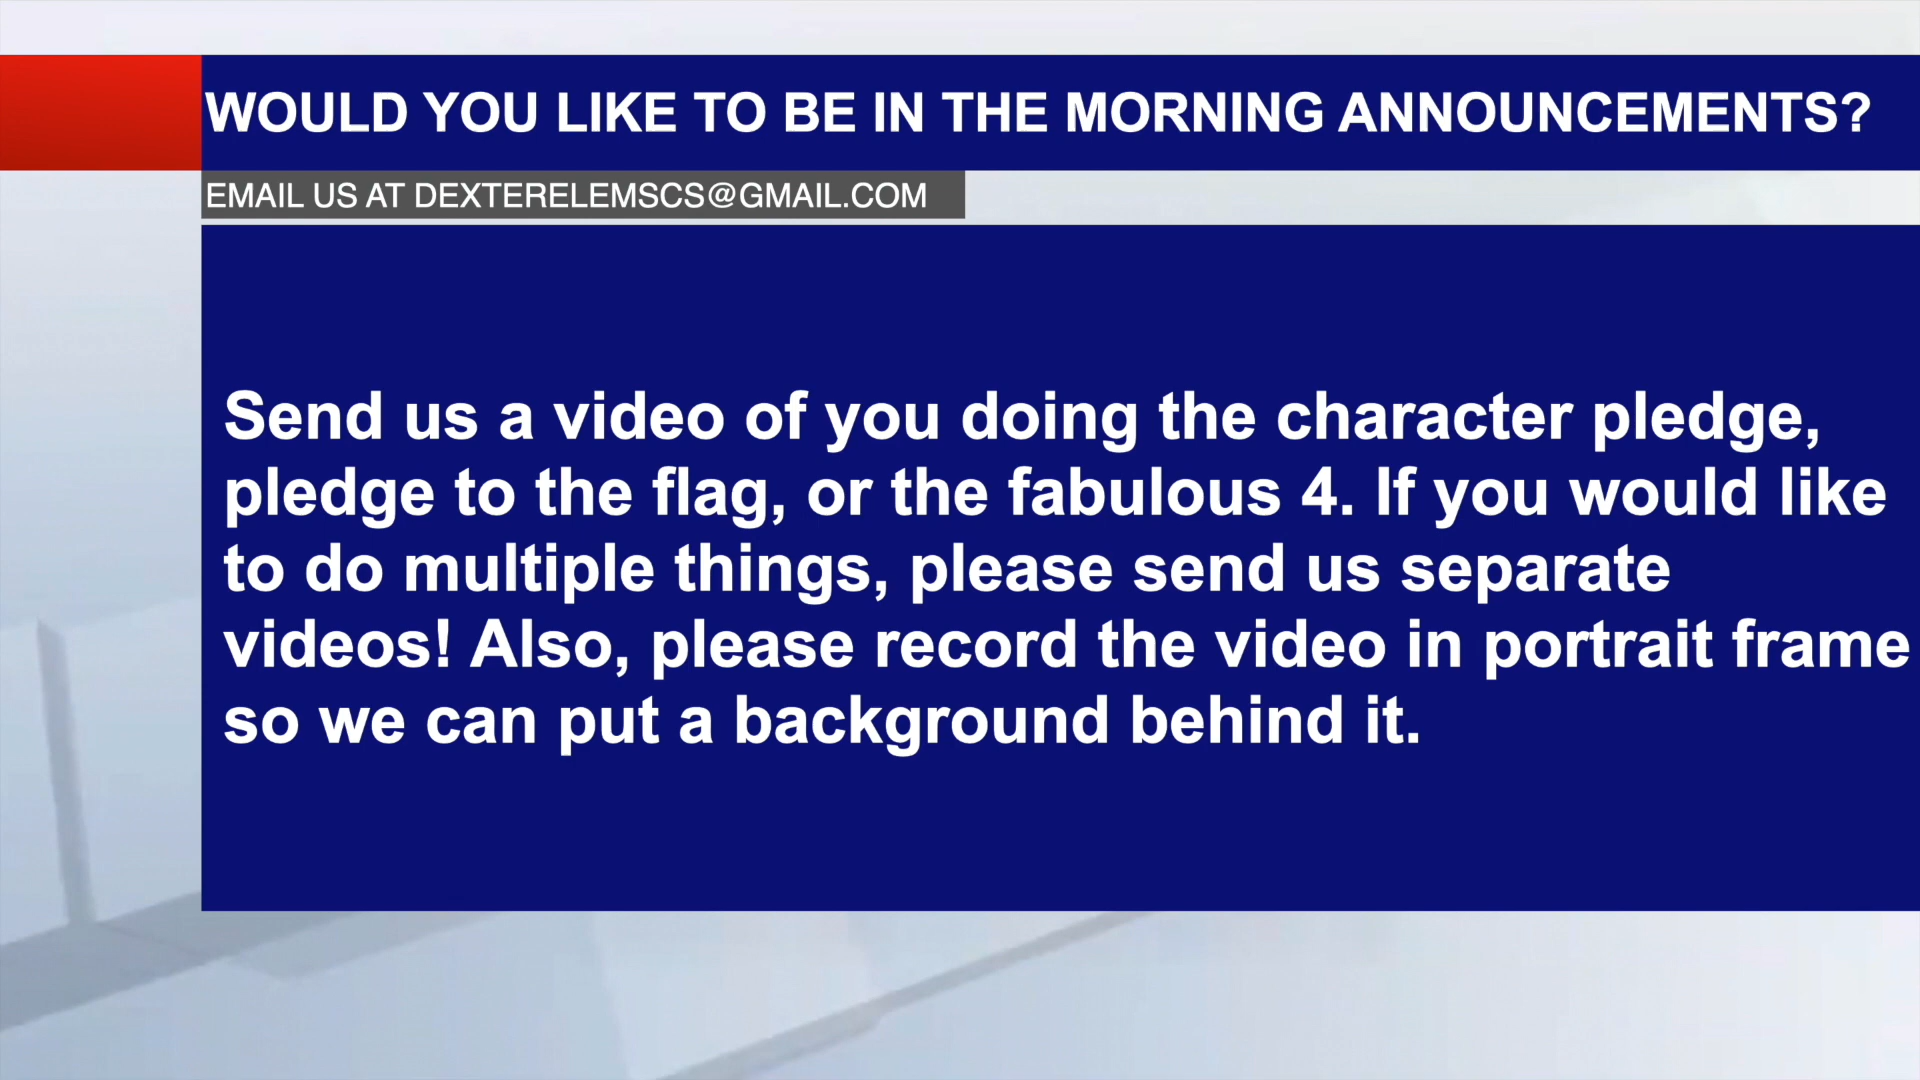 WOULD YOU LIKE TO BE IN THE MORNING ANNOUNCEMENTS?
EMAIL US AT DEXTERELEMSCS@GMAIL.COM
Send us a video of you doing the character pledge,
pledge to the flag, or the fabulous 4. If you would like
to do multiple things, please send us separate
videos! Also, please record the video in portrait frame
so we can put a background behind it.